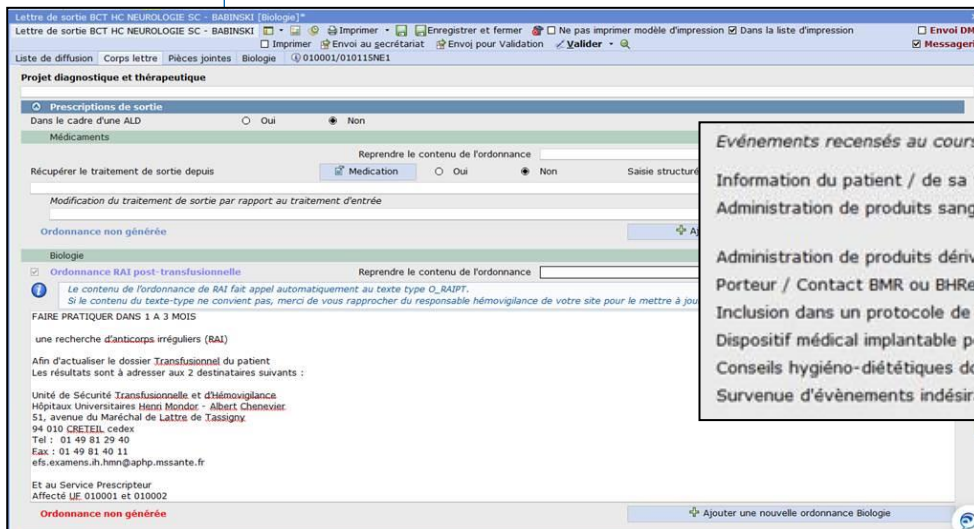 Lettre de sortie BCT HC NEUROLOGIE SC - BABINSKI [Biologie]*
Lettre de sortie BCT HC NEUROLOGIE SC - BABINSKI Imprimer Enregistrer et fermer Ne pas imprimer modèle d'impression Dans la liste d'impression Envoi DM
Imprimer Envoi au secrétariat Envoi pour Validation Valider Messageri
Liste de diffusion Corps lettre Pièces jointes Biologie 010001/010115NE1
Projet diagnostique et thérapeutique
Prescriptions de sortie
Dans le cadre d'une ALD Oui Non
Médicaments
Reprendre le contenu de l'ordonnance
Récupérer le traitement de sortie depuis Medication Oui Non Saisie structuré
Modification du traitement de sortie par rapport au traitement d'entrée
Ordonnance non générée Aj
Biologie
Ordonnance RAI post-transfusionnelle Reprendre le contenu de l'ordonnance
Le contenu de l'ordonnance de RAI fait appel automatiquement au texte type O_RAIPT.
Si le contenu du texte-type ne convient pas, merci de vous rapprocher du responsable hémovigilance de votre site pour le mettre à jou
FAIRE PRATIQUER DANS 1 A 3 MOIS
une recherche d'anticorps irréguliers (RAI)
Afin d'actualiser le dossier Transfusionnel du patient
Les résultats sont à adresser aux 2 destinataires suivants :
Unité de Sécurité Transfusionnelle et d'Hémovigilance
Hôpitaux Universitaires Henri Mondor - Albert Chenevier
51, avenue du Maréchal de Lattre de Tassigny
94 010 CRETEIL cedex
Tel : 01 49 81 29 40
Fax : 01 49 81 40 11
efs.examens.ih.hmn@aphp.mssante.fr
Et au Service Prescripteur
Affecté UF 010001 et 010002
Ordonnance non générée Ajouter une nouvelle ordonnance Biologie
Evénements recensés au cours
Information du patient / de sa
Administration de produits sang
Administration de produits dériv
Porteur / Contact BMR ou BHRe
Inclusion dans un protocole de
Dispositif médical implantable p
Conseils hygiéno-diététiques do
Survenue d'évènements indésir